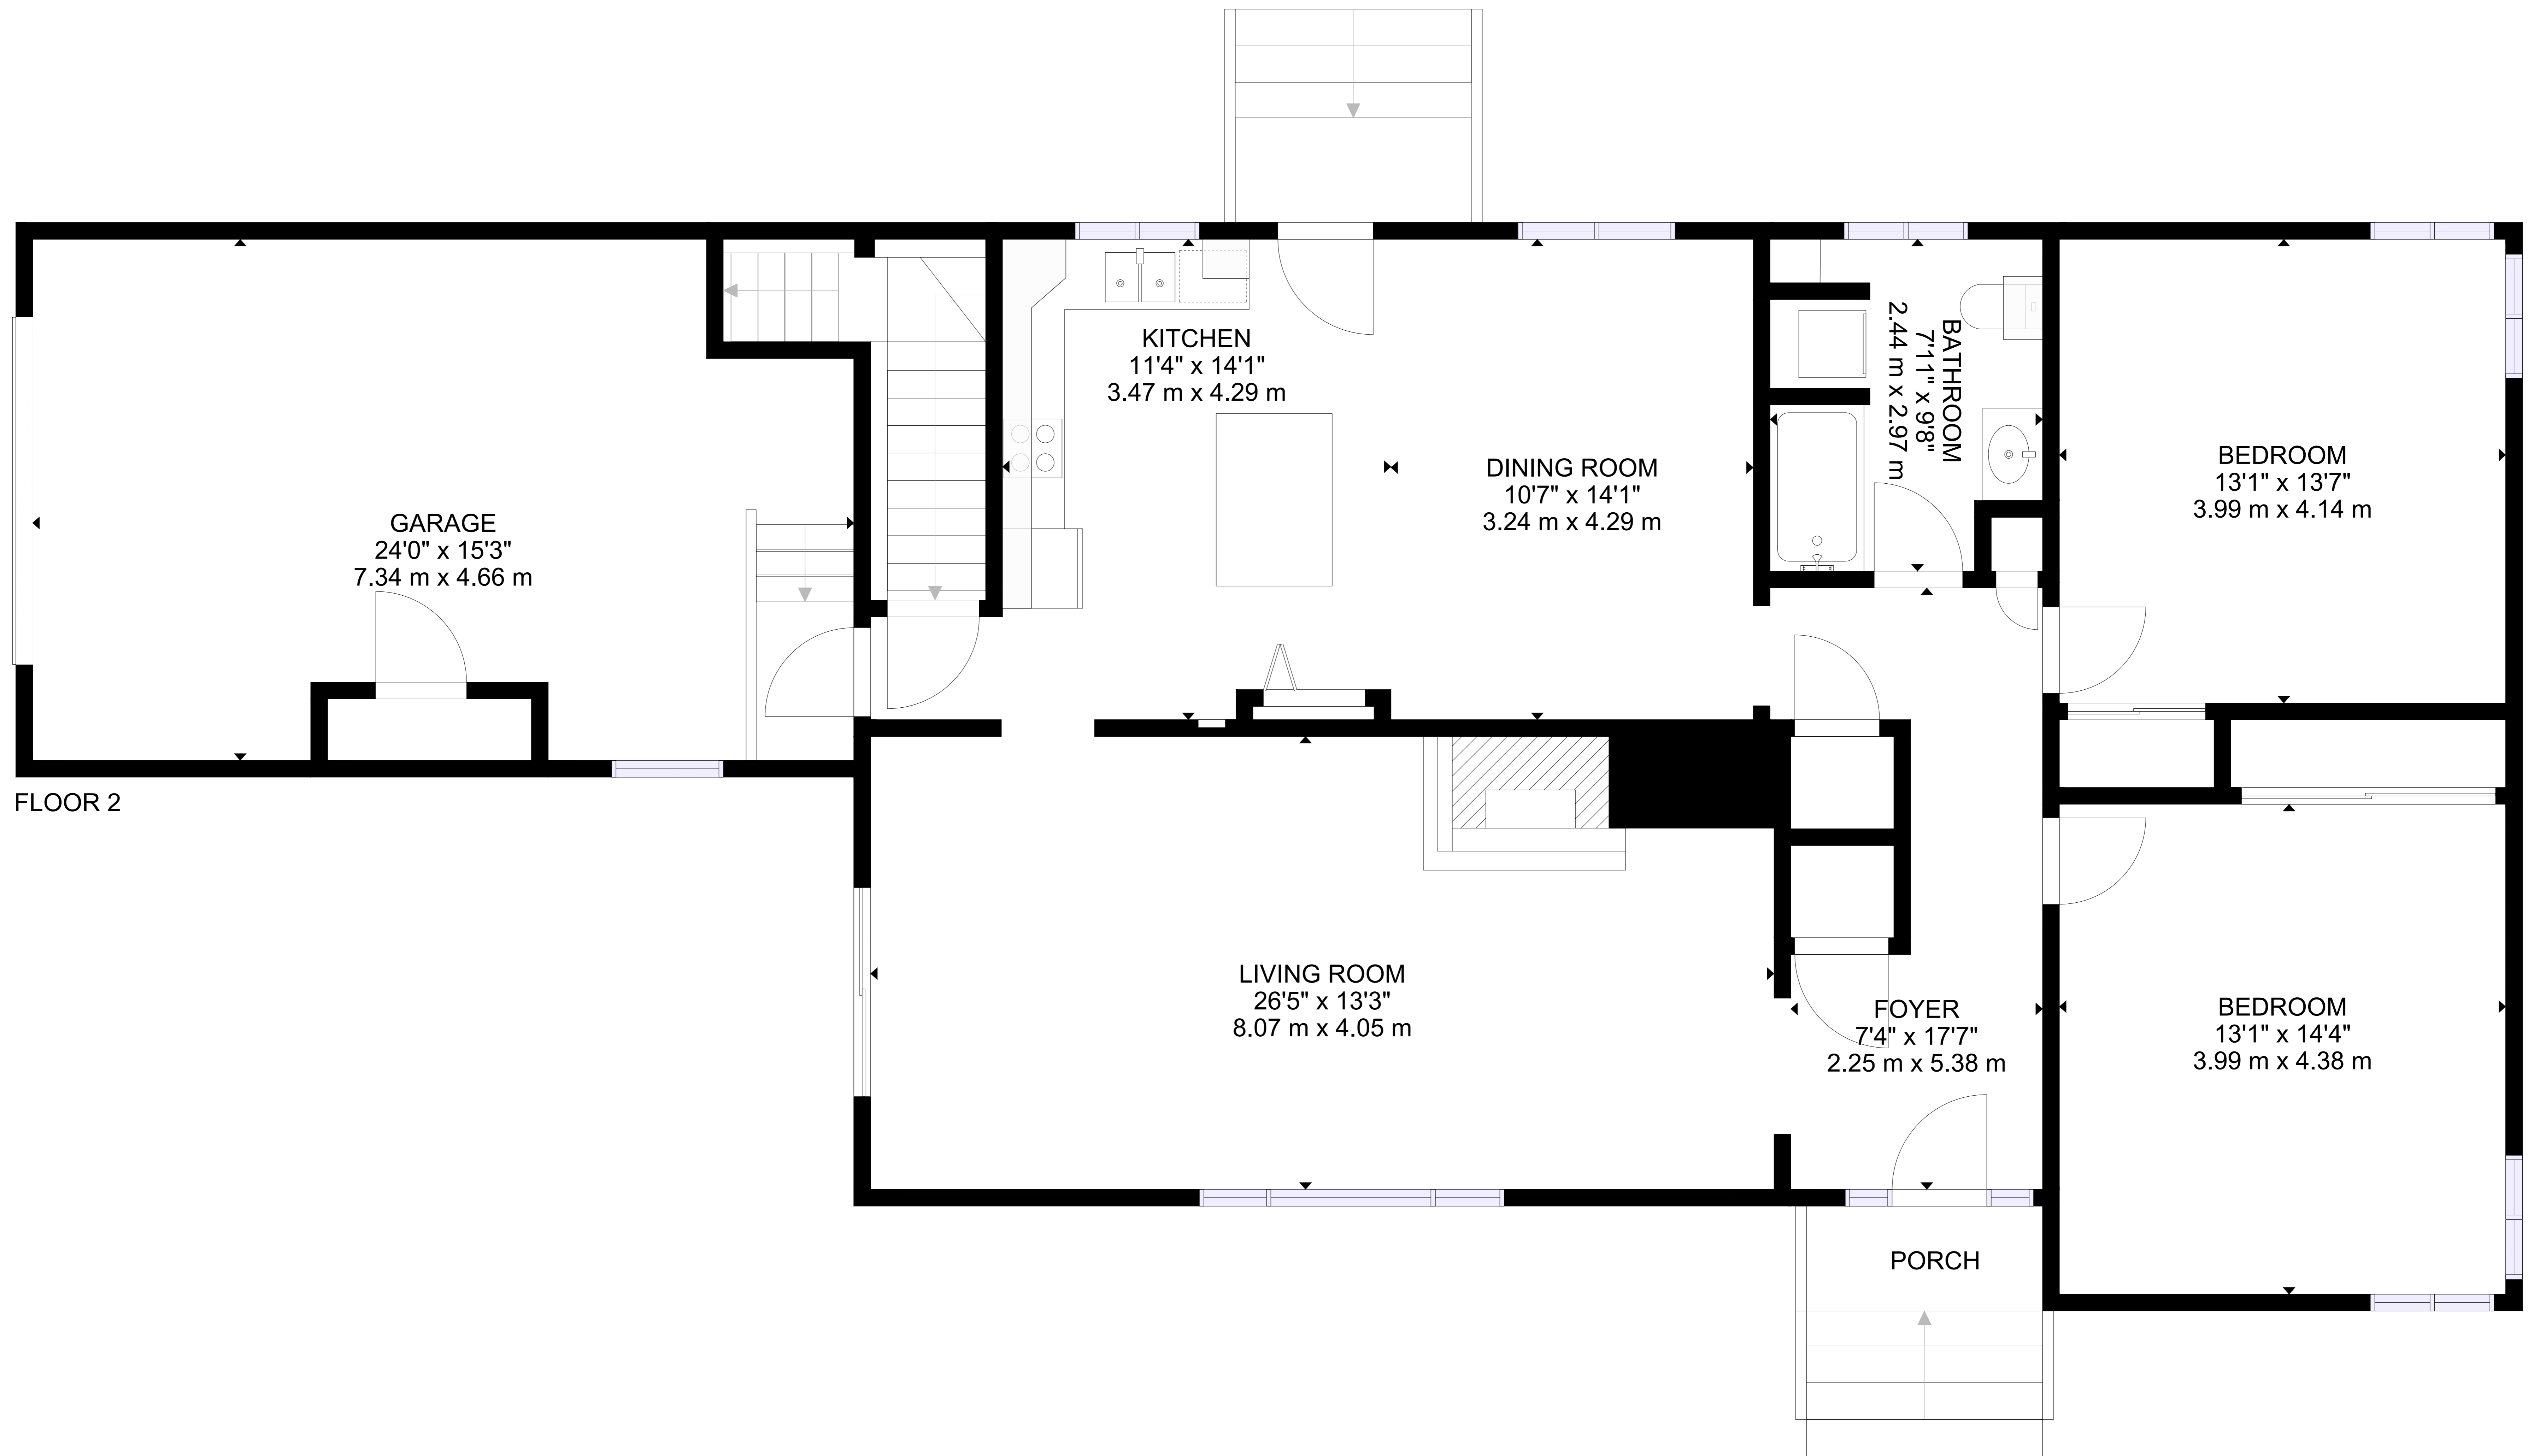 KITCHEN
11'4" x 14'1"
3.47 m x 4.29 m
DINING ROOM
10'7" x 14'1"
3.24 m x 4.29 m
BATHROOM
7'11" x 9'8"
2.44 m x 2.97 m
BEDROOM
13'1" x 13'7"
3.99 m x 4.14 m
GARAGE
24'0" x 15'3"
7.34 m x 4.66 m
FLOOR 2
LIVING ROOM
26'5" x 13'3"
8.07 m x 4.05 m
FOYER
7'4" x 17'7"
2.25 m x 5.38 m
BEDROOM
13'1" x 14'4"
3.99 m x 4.38 m
PORCH